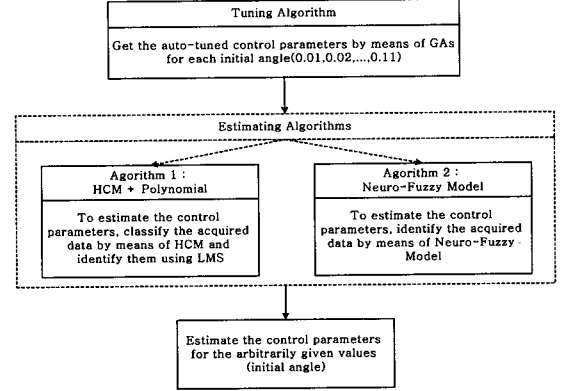 Tuning Algorithm
Get the auto-tuned control parameters by means of GAs
for each initial angle(0.01,0.02,...,0.11)
Estimating Algorithms
Agorithm 1 :
HCM + Polynomial
To estimate the control
parameters, classify the acquired
data by means of HCM and
identify them using LMS
Agorithm 2 :
Neuro-Fuzzy Model
To estimate the control
parameters, identify the acquired
data by means of Neuro-Fuzzy
Model
Estimate the control parameters
for the arbitrarily given values
(initial angle)